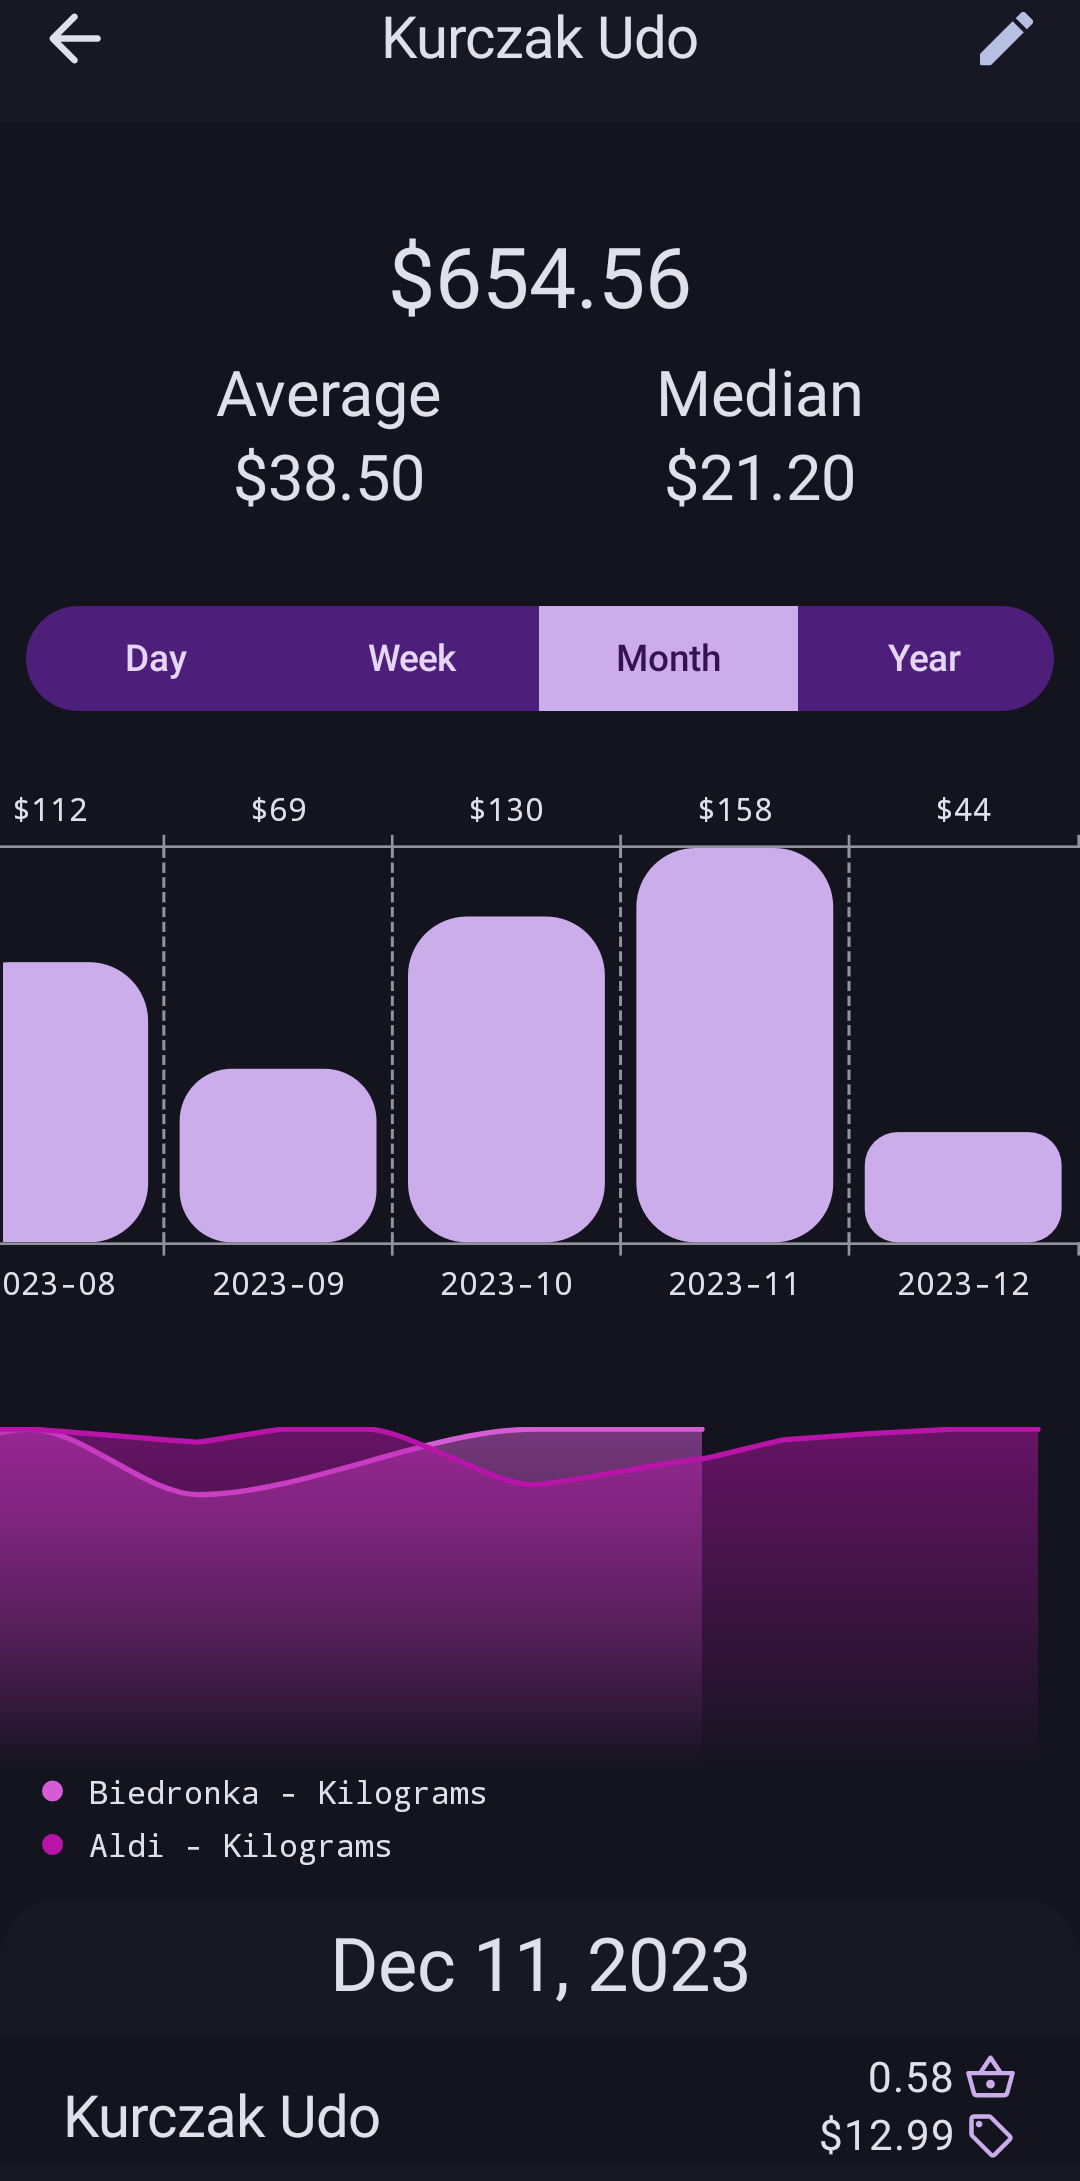 Kurczak Udo
$654.56
Average Median
$38.50 $21.20
Day Week Month Year
$112 $69 $130 $158 $44
023-08 2023-09 2023-10 2023-11 2023-12
Biedronka - Kilograms
Aldi - Kilograms
Dec 11, 2023
0.58
Kurczak Udo
$12.99